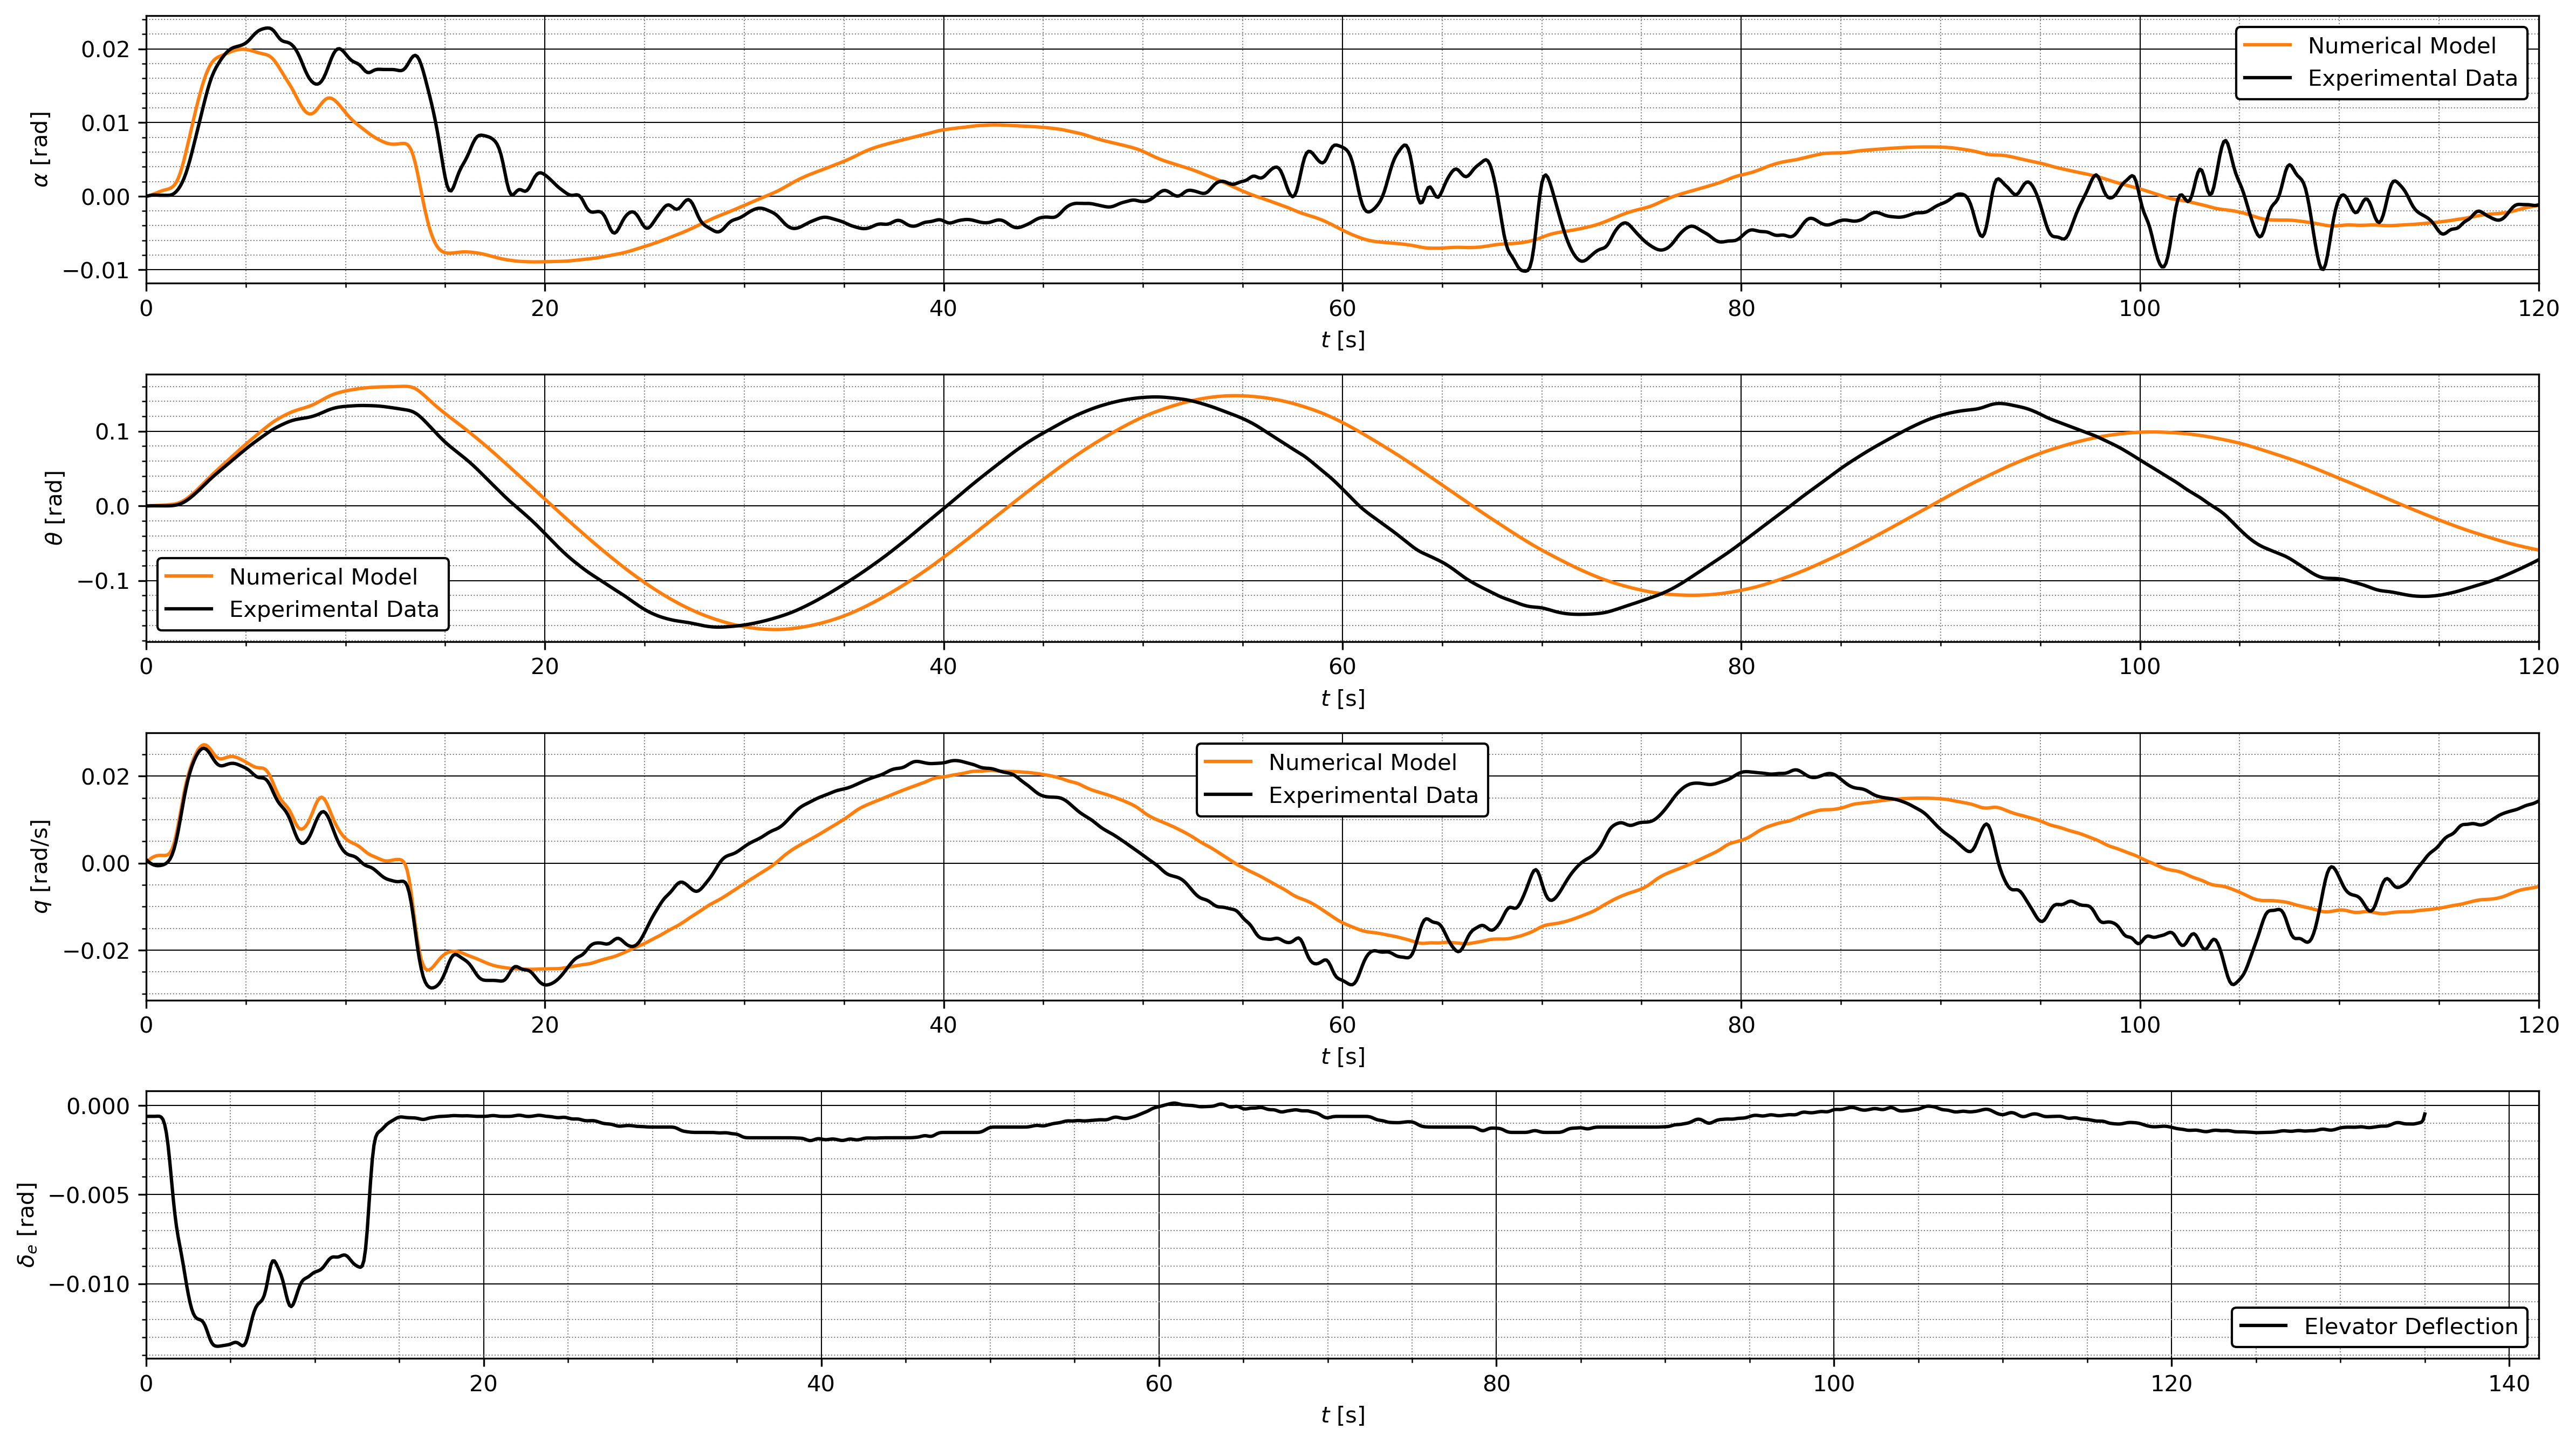 α [rad]
0.02
0.01
0.00
−0.01
Numerical Model
Experimental Data
0 20 40 60 80 100 120
t [s]
θ [rad]
0.1
0.0
−0.1
Numerical Model
Experimental Data
0 20 40 60 80 100 120
t [s]
q [rad/s]
0.02
0.00
−0.02
Numerical Model
Experimental Data
0 20 40 60 80 100 120
t [s]
δe [rad]
0.000
−0.005
−0.010
Elevator Deflection
0 20 40 60 80 100 120 140
t [s]